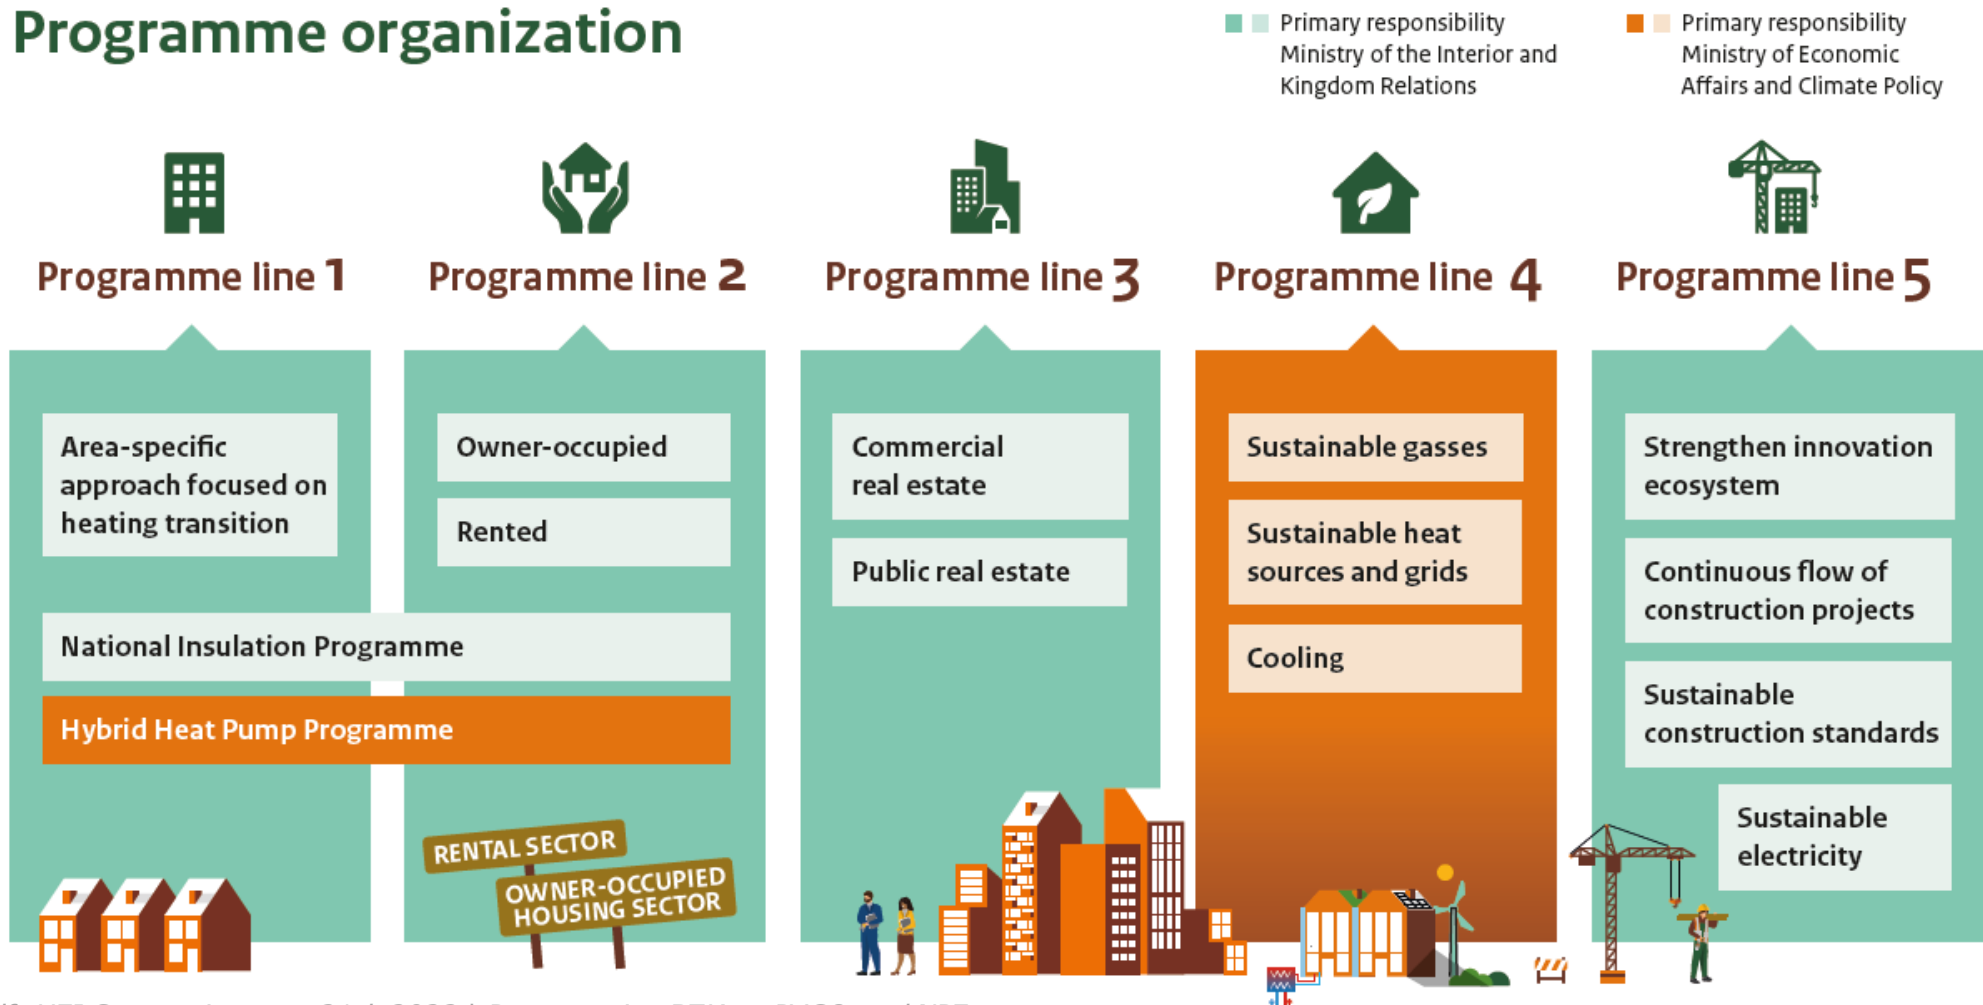 Programme organization
Primary responsibility
Ministry of the Interior and
Kingdom Relations
Primary responsibility
Ministry of Economic
Affairs and Climate Policy
Programme line 1
Programme line 2
Programme line 3
Programme line 4
Programme line 5
Area-specific
approach focused on
heating transition
Owner-occupied
Rented
National Insulation Programme
Hybrid Heat Pump Programme
RENTAL SECTOR
OWNER-OCCUPIED
HOUSING SECTOR
Commercial
real estate
Public real estate
Sustainable gasses
Sustainable heat
sources and grids
Cooling
Strengthen innovation
ecosystem
Continuous flow of
construction projects
Sustainable
construction standards
Sustainable
electricity